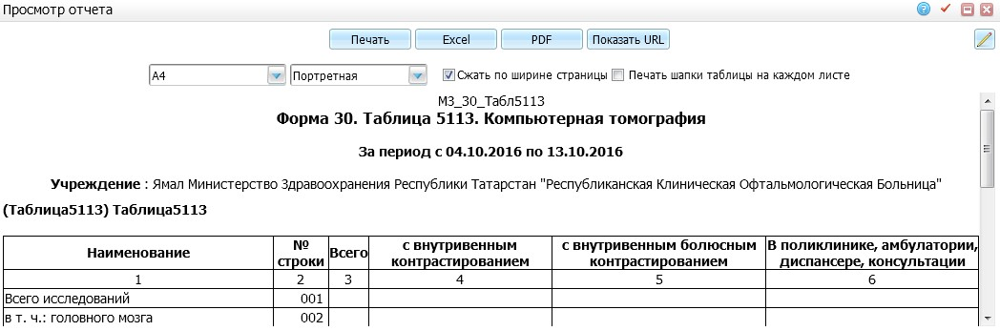 Просмотр отчета
Печать Excel PDF Показать URL
A4 Портретная Сжать по ширине страницы Печать шапки таблицы на каждом листе
МЗ_30_Табл5113
Форма 30. Таблица 5113. Компьютерная томография
За период с 04.10.2016 по 13.10.2016
Учреждение : Ямал Министерство Здравоохранения Республики Татарстан "Республиканская Клиническая Офтальмологическая Больница"
(Таблица5113) Таблица5113
Наименование № строки Всего с внутривенным контрастированием с внутривенным болюсным контрастированием В поликлинике, амбулатории, диспансере, консультации
1 2 3 4 5 6
Всего исследований 001
в т. ч.: головного мозга 002